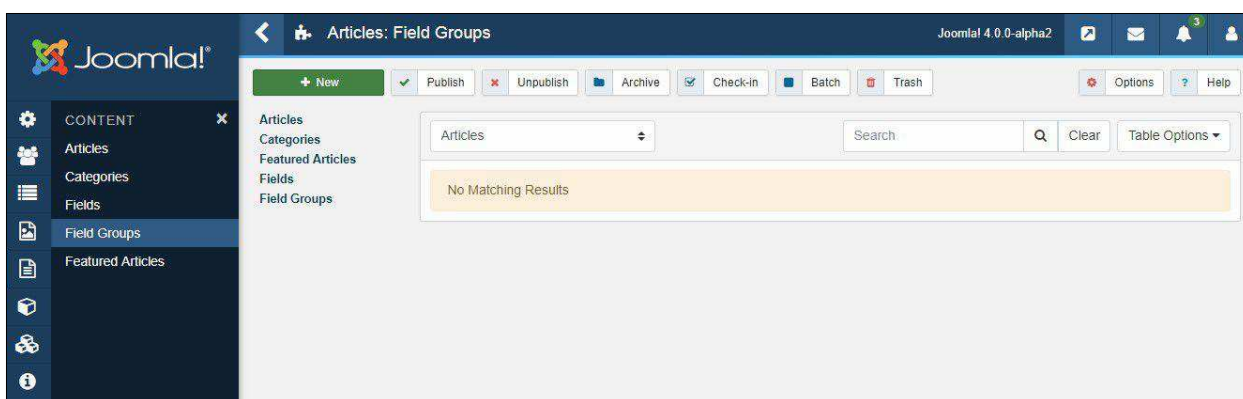 Joomla!®
Articles: Field Groups
Joomla! 4.0.0-alpha2
3
+ New
Publish
Unpublish
Archive
Check-in
Batch
Trash
Options
? Help
CONTENT
Articles
Categories
Fields
Field Groups
Featured Articles
Articles
Categories
Featured Articles
Fields
Field Groups
Articles
Search
Clear
Table Options
No Matching Results